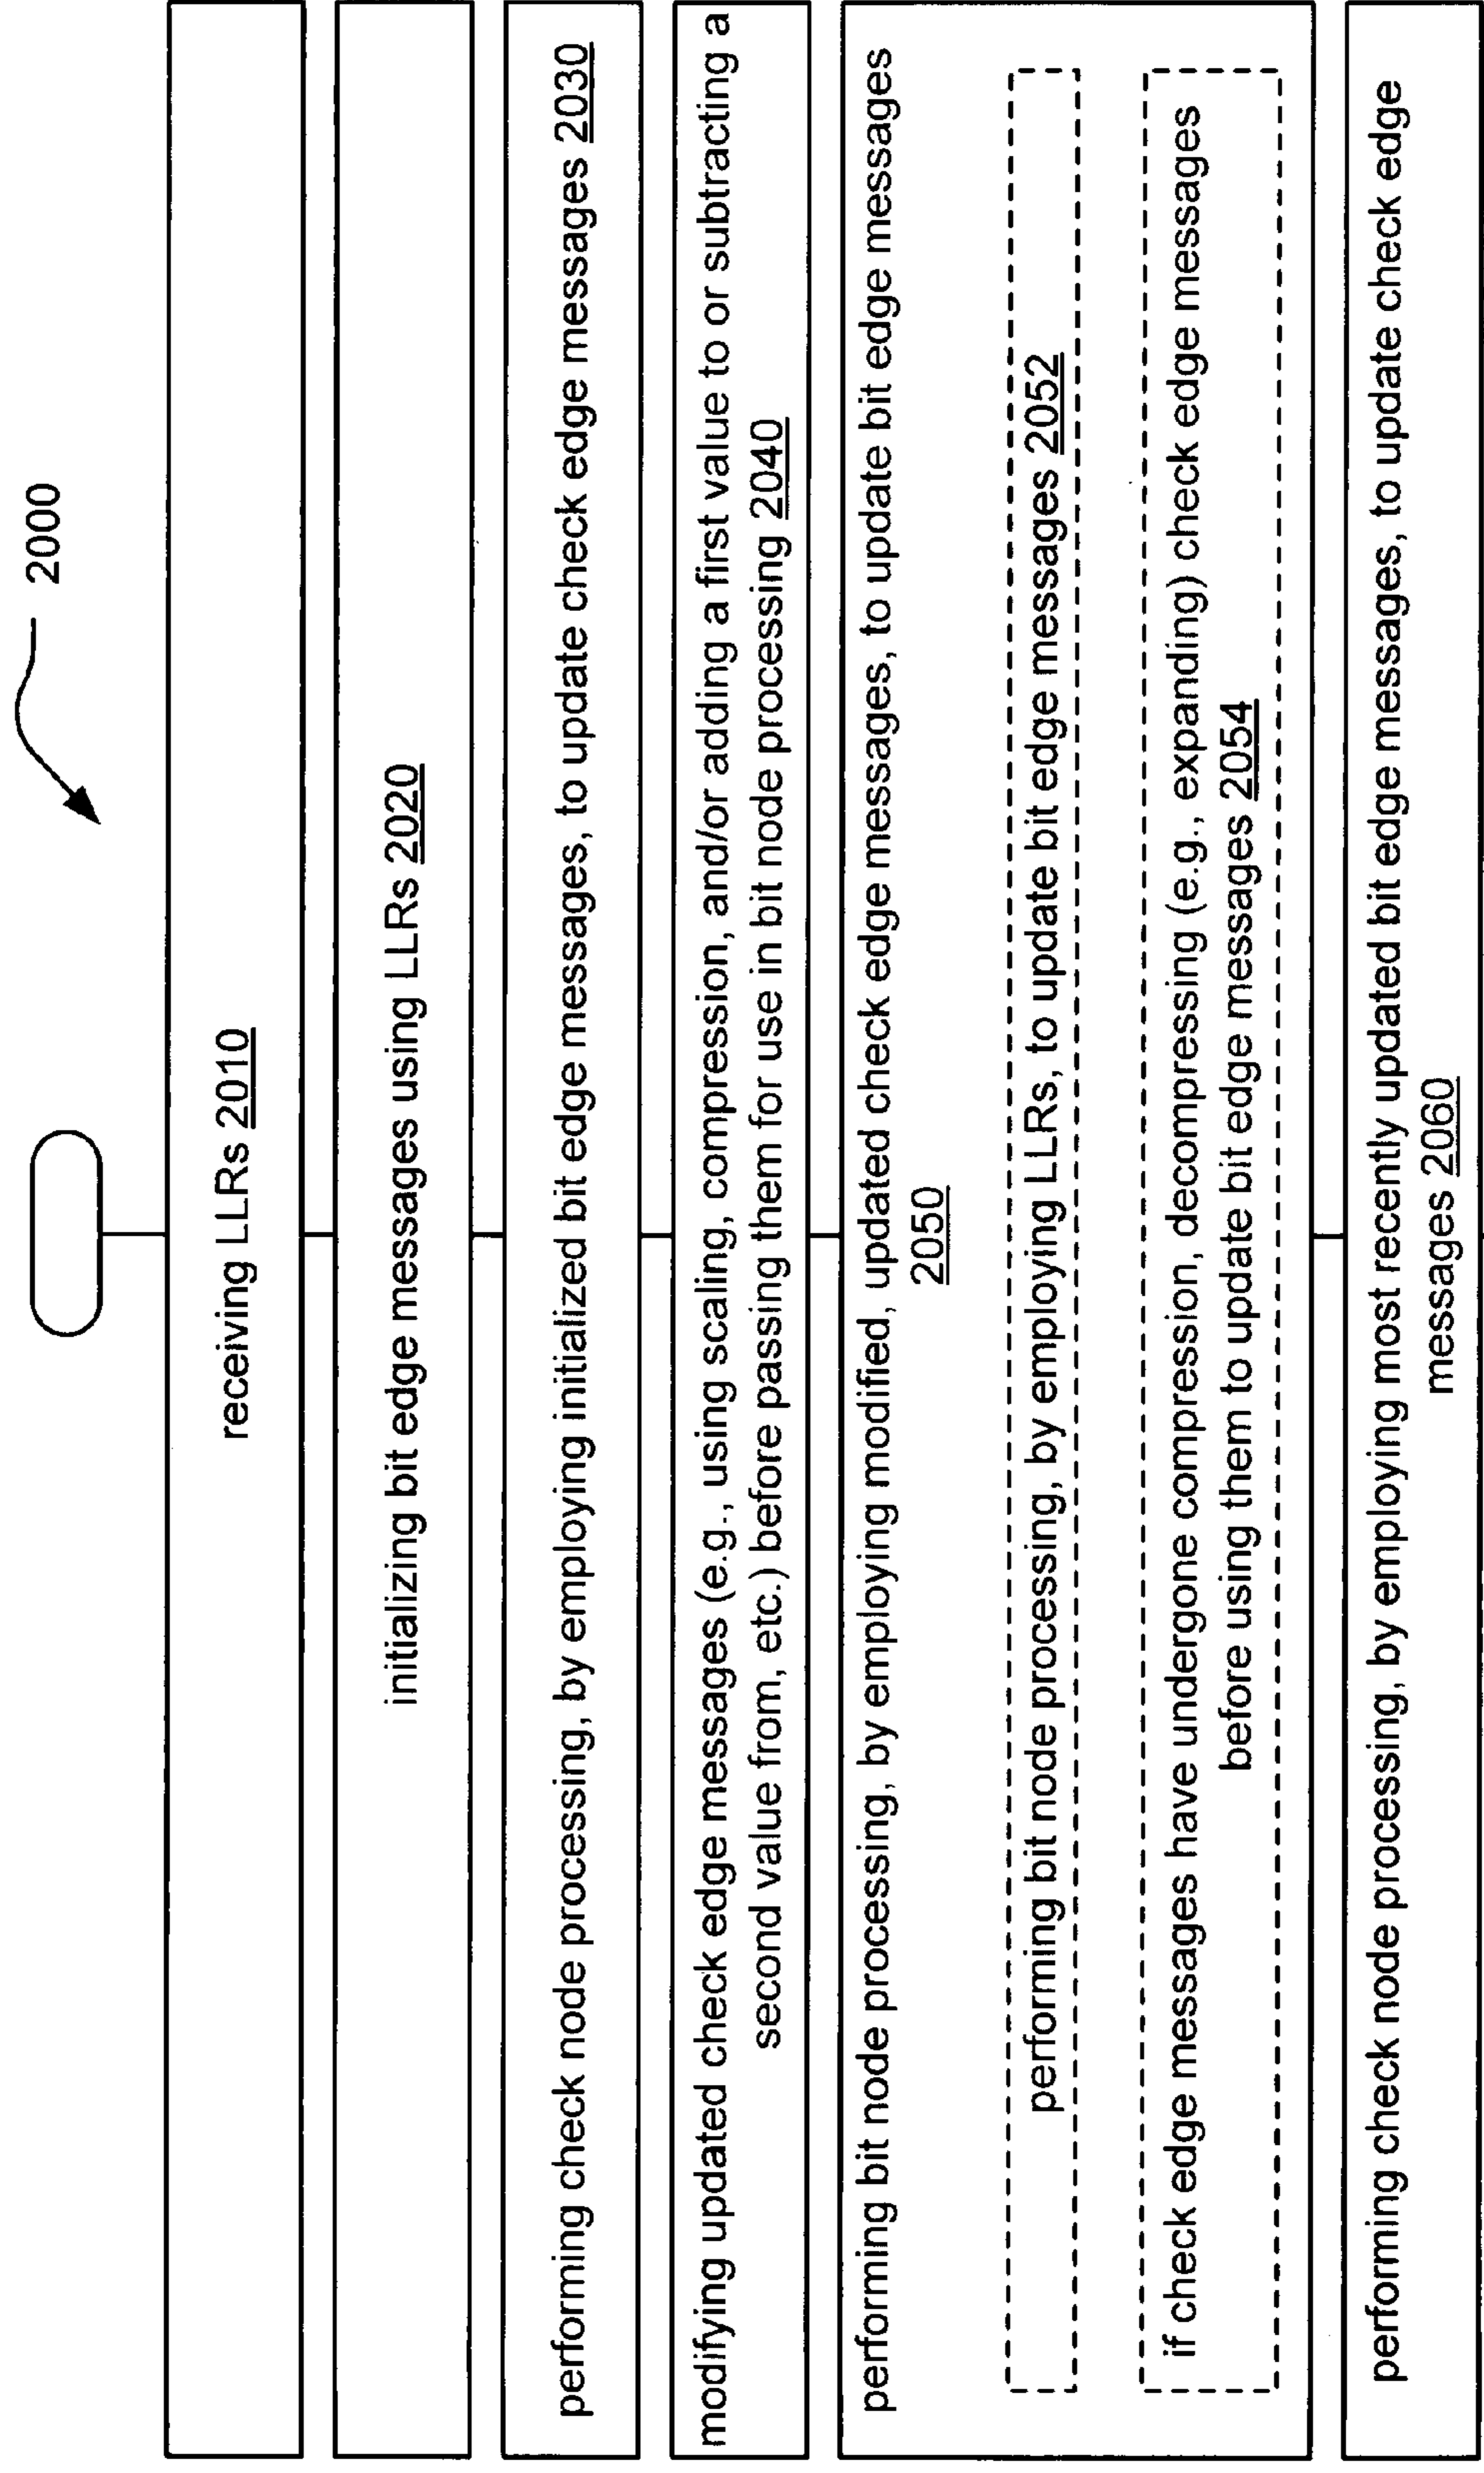 2000
receiving LLRs 2010
initializing bit edge messages using LLRs 2020
performing check node processing, by employing initialized bit edge messages, to update check edge messages 2030
modifying updated check edge messages (e.g., using scaling, compression, and/or adding a first value to or subtracting a
second value from, etc.) before passing them for use in bit node processing 2040
performing bit node processing, by employing modified, updated check edge messages, to update bit edge messages
2050
performing bit node processing, by employing LLRs, to update bit edge messages 2052
if check edge messages have undergone compression, decompressing (e.g., expanding) check edge messages
before using them to update bit edge messages 2054
performing check node processing, by employing most recently updated bit edge messages, to update check edge
messages 2060